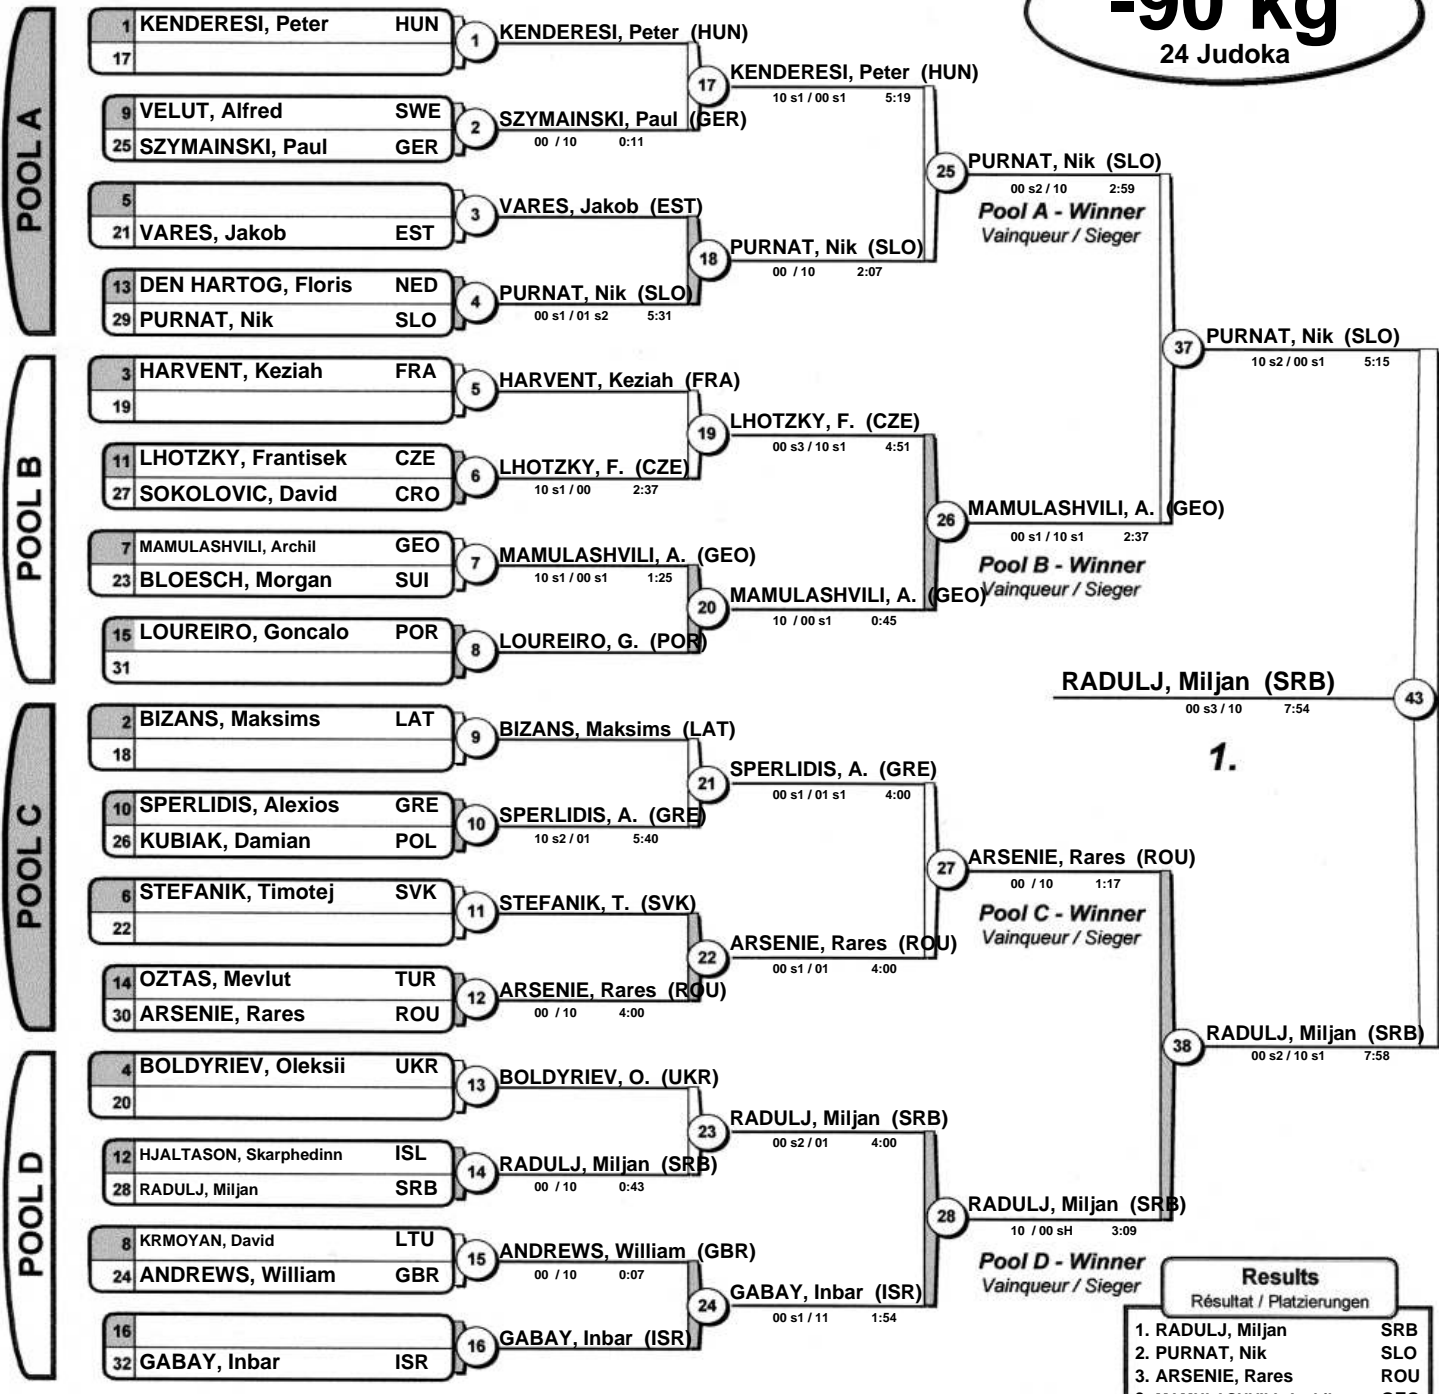 -90 kg
24 Judoka
POOL A
1 KENDERESI, Peter HUN
17
1
KENDERESI, Peter (HUN)
9 VELUT, Alfred SWE
25 SZYMAINSKI, Paul GER
2
SZYMAINSKI, Paul (GER)
00 / 10 0:11
17
KENDERESI, Peter (HUN)
10 s1 / 00 s1 5:19
5
21 VARES, Jakob EST
3
VARES, Jakob (EST)
13 DEN HARTOG, Floris NED
29 PURNAT, Nik SLO
4
PURNAT, Nik (SLO)
00 s1 / 01 s2 5:31
18
PURNAT, Nik (SLO)
00 / 10 2:07
25
PURNAT, Nik (SLO)
00 s2 / 10 2:59
Pool A - Winner
Vainqueur / Sieger
POOL B
3 HARVENT, Keziah FRA
19
5
HARVENT, Keziah (FRA)
11 LHOTZKY, Frantisek CZE
27 SOKOLOVIC, David CRO
6
LHOTZKY, F. (CZE)
10 s1 / 00 2:37
19
LHOTZKY, F. (CZE)
00 s3 / 10 s1 4:51
7 MAMULASHVILI, Archil GEO
23 BLOESCH, Morgan SUI
7
MAMULASHVILI, A. (GEO)
10 s1 / 00 s1 1:25
15 LOUREIRO, Goncalo POR
31
8
LOUREIRO, G. (POR)
20
MAMULASHVILI, A. (GEO)
10 / 00 s1 0:45
26
MAMULASHVILI, A. (GEO)
00 s1 / 10 s1 2:37
Pool B - Winner
Vainqueur / Sieger
37
PURNAT, Nik (SLO)
10 s2 / 00 s1 5:15
RADULJ, Miljan (SRB)
00 s3 / 10 7:54
43
1.
POOL C
2 BIZANS, Maksims LAT
18
9
BIZANS, Maksims (LAT)
10 SPERLIDIS, Alexios GRE
26 KUBIAK, Damian POL
10
SPERLIDIS, A. (GRE)
10 s2 / 01 5:40
21
SPERLIDIS, A. (GRE)
00 s1 / 01 s1 4:00
6 STEFANIK, Timotej SVK
22
11
STEFANIK, T. (SVK)
14 OZTAS, Mevlut TUR
30 ARSENIE, Rares ROU
12
ARSENIE, Rares (ROU)
00 / 10 4:00
22
ARSENIE, Rares (ROU)
00 s1 / 01 4:00
27
ARSENIE, Rares (ROU)
00 / 10 1:17
Pool C - Winner
Vainqueur / Sieger
POOL D
4 BOLDYRIEV, Oleksii UKR
20
13
BOLDYRIEV, O. (UKR)
12 HJALTASON, Skarphedinn ISL
28 RADULJ, Miljan SRB
14
RADULJ, Miljan (SRB)
00 / 10 0:43
23
RADULJ, Miljan (SRB)
00 s2 / 01 4:00
8 KRMOYAN, David LTU
24 ANDREWS, William GBR
15
ANDREWS, William (GBR)
00 / 10 0:07
16
32 GABAY, Inbar ISR
16
GABAY, Inbar (ISR)
24
GABAY, Inbar (ISR)
00 s1 / 11 1:54
28
RADULJ, Miljan (SRB)
10 / 00 sH 3:09
Pool D - Winner
Vainqueur / Sieger
38
RADULJ, Miljan (SRB)
00 s2 / 10 s1 7:58
Results
Résultat / Platzierungen
1. RADULJ, Miljan SRB
2. PURNAT, Nik SLO
3. ARSENIE, Rares ROU